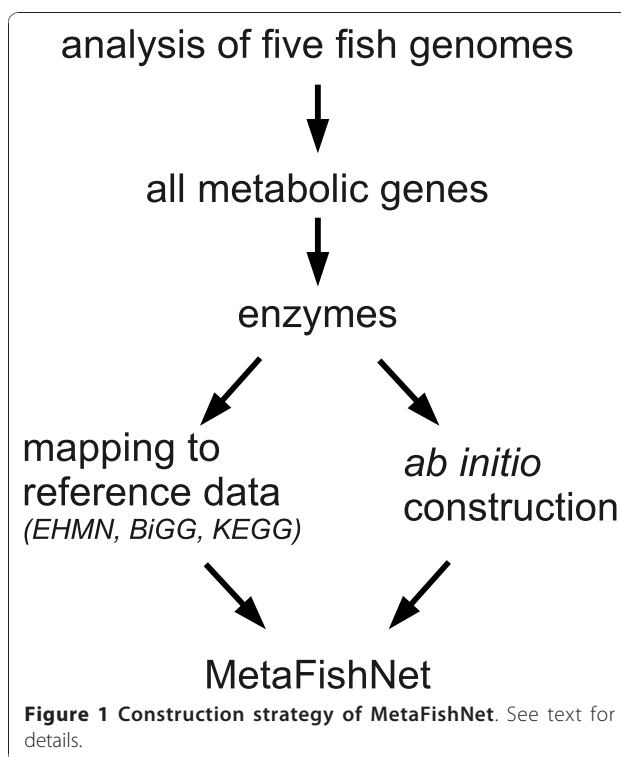 analysis of five fish genomes
all metabolic genes
enzymes
mapping to
reference data
(EHMN, BiGG, KEGG)
ab initio
construction
MetaFishNet
Figure 1 Construction strategy of MetaFishNet. See text for
details.